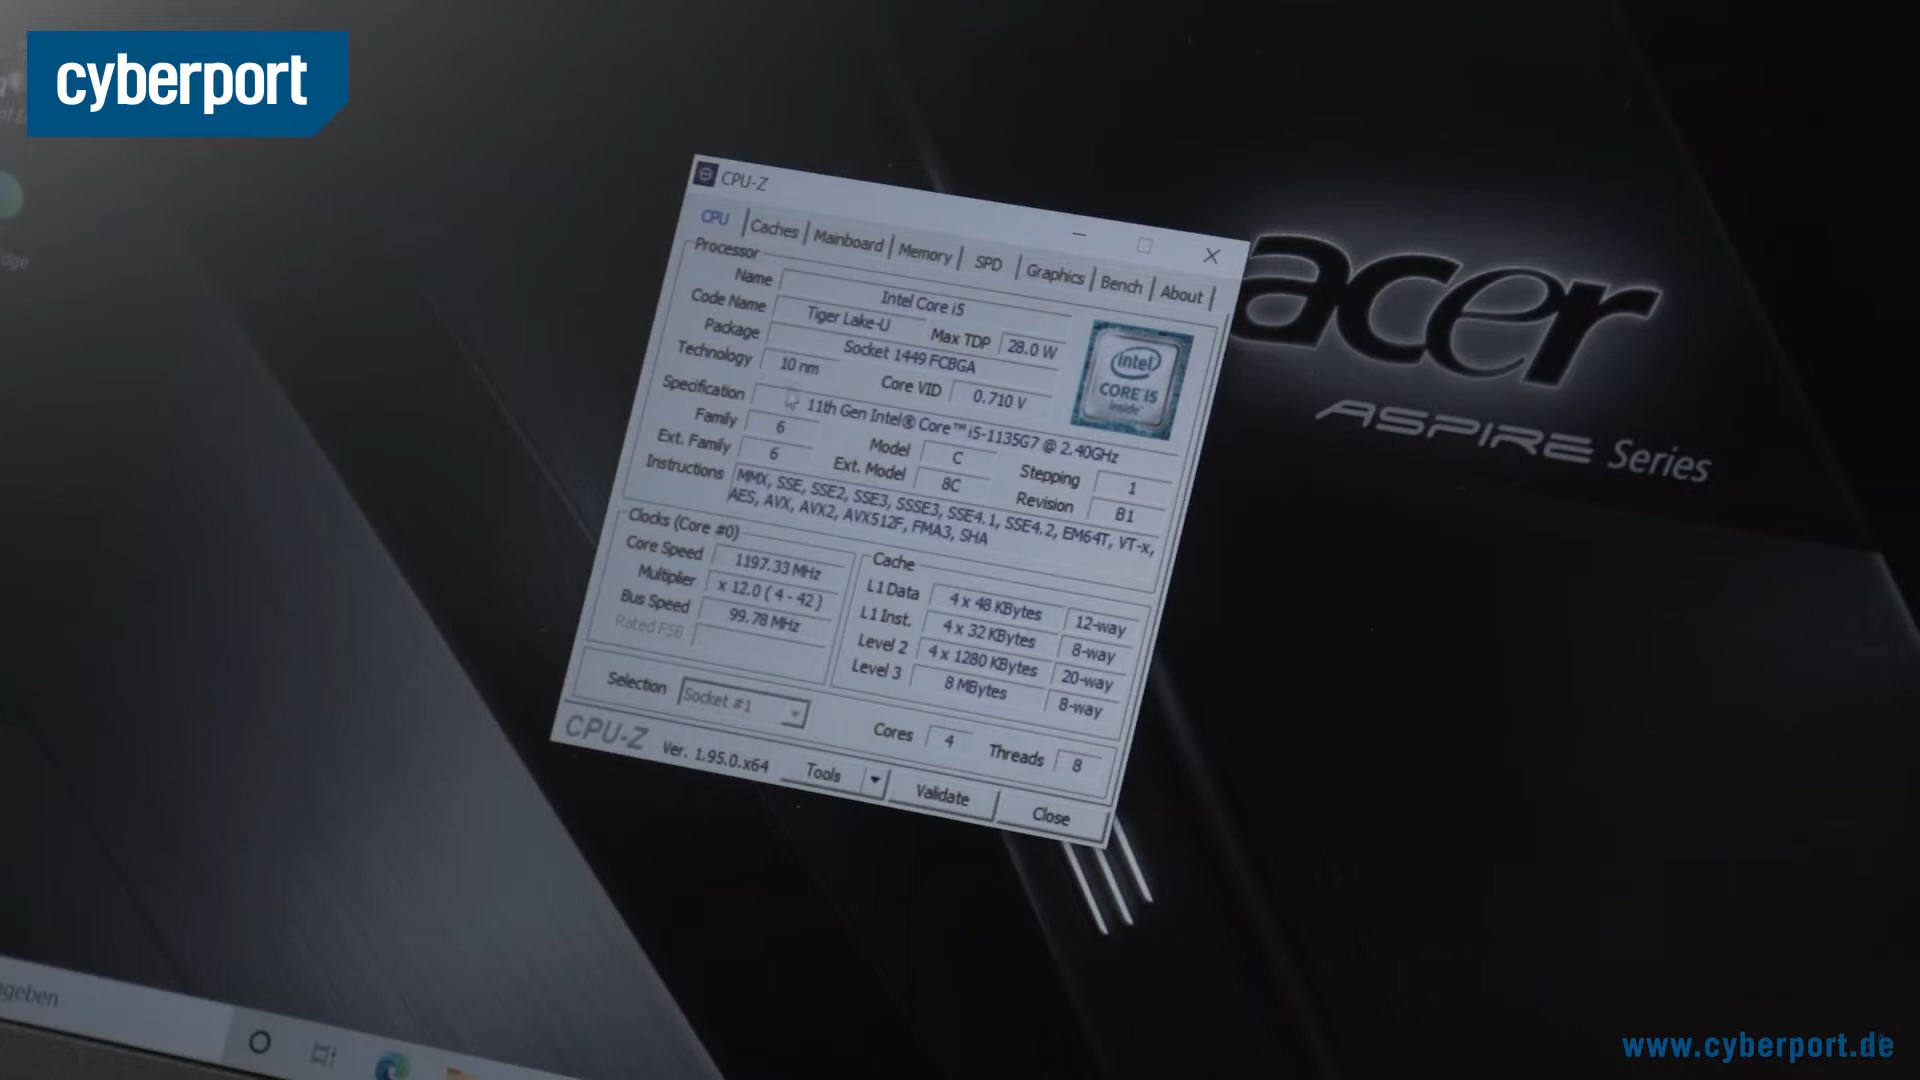 cyberport
CPU-Z
CPU Caches Mainboard Memory SPD Graphics Bench About
Processor
Name Intel Core i5
Code Name Tiger Lake-U Max TDP 28.0 W
Package Socket 1449 FCBGA
Technology 10 nm Core VID 0.710 V
Specification 11th Gen Intel® Core™ i5-1135G7 @ 2.40GHz
Family 6 Model C Stepping 1
Ext. Family 6 Ext. Model 8C Revision B1
Instructions MMX, SSE, SSE2, SSE3, SSSE3, SSE4.1, SSE4.2, EM64T, VT-x,
AES, AVX, AVX2, AVX512F, FMA3, SHA
intel
CORE i5
inside™
Clocks (Core #0)
Core Speed 1197.33 MHz
Multiplier x 12.0 ( 4 - 42 )
Bus Speed 99.78 MHz
Rated FSB
Cache
L1 Data 4 x 48 KBytes 12-way
L1 Inst. 4 x 32 KBytes 8-way
Level 2 4 x 1280 KBytes 20-way
Level 3 8 MBytes 8-way
Selection Socket #1 Cores 4 Threads 8
CPU-Z Ver. 1.95.0.x64 Tools Validate Close
acer
ASPIRE Series
dge
geben
www.cyberport.de